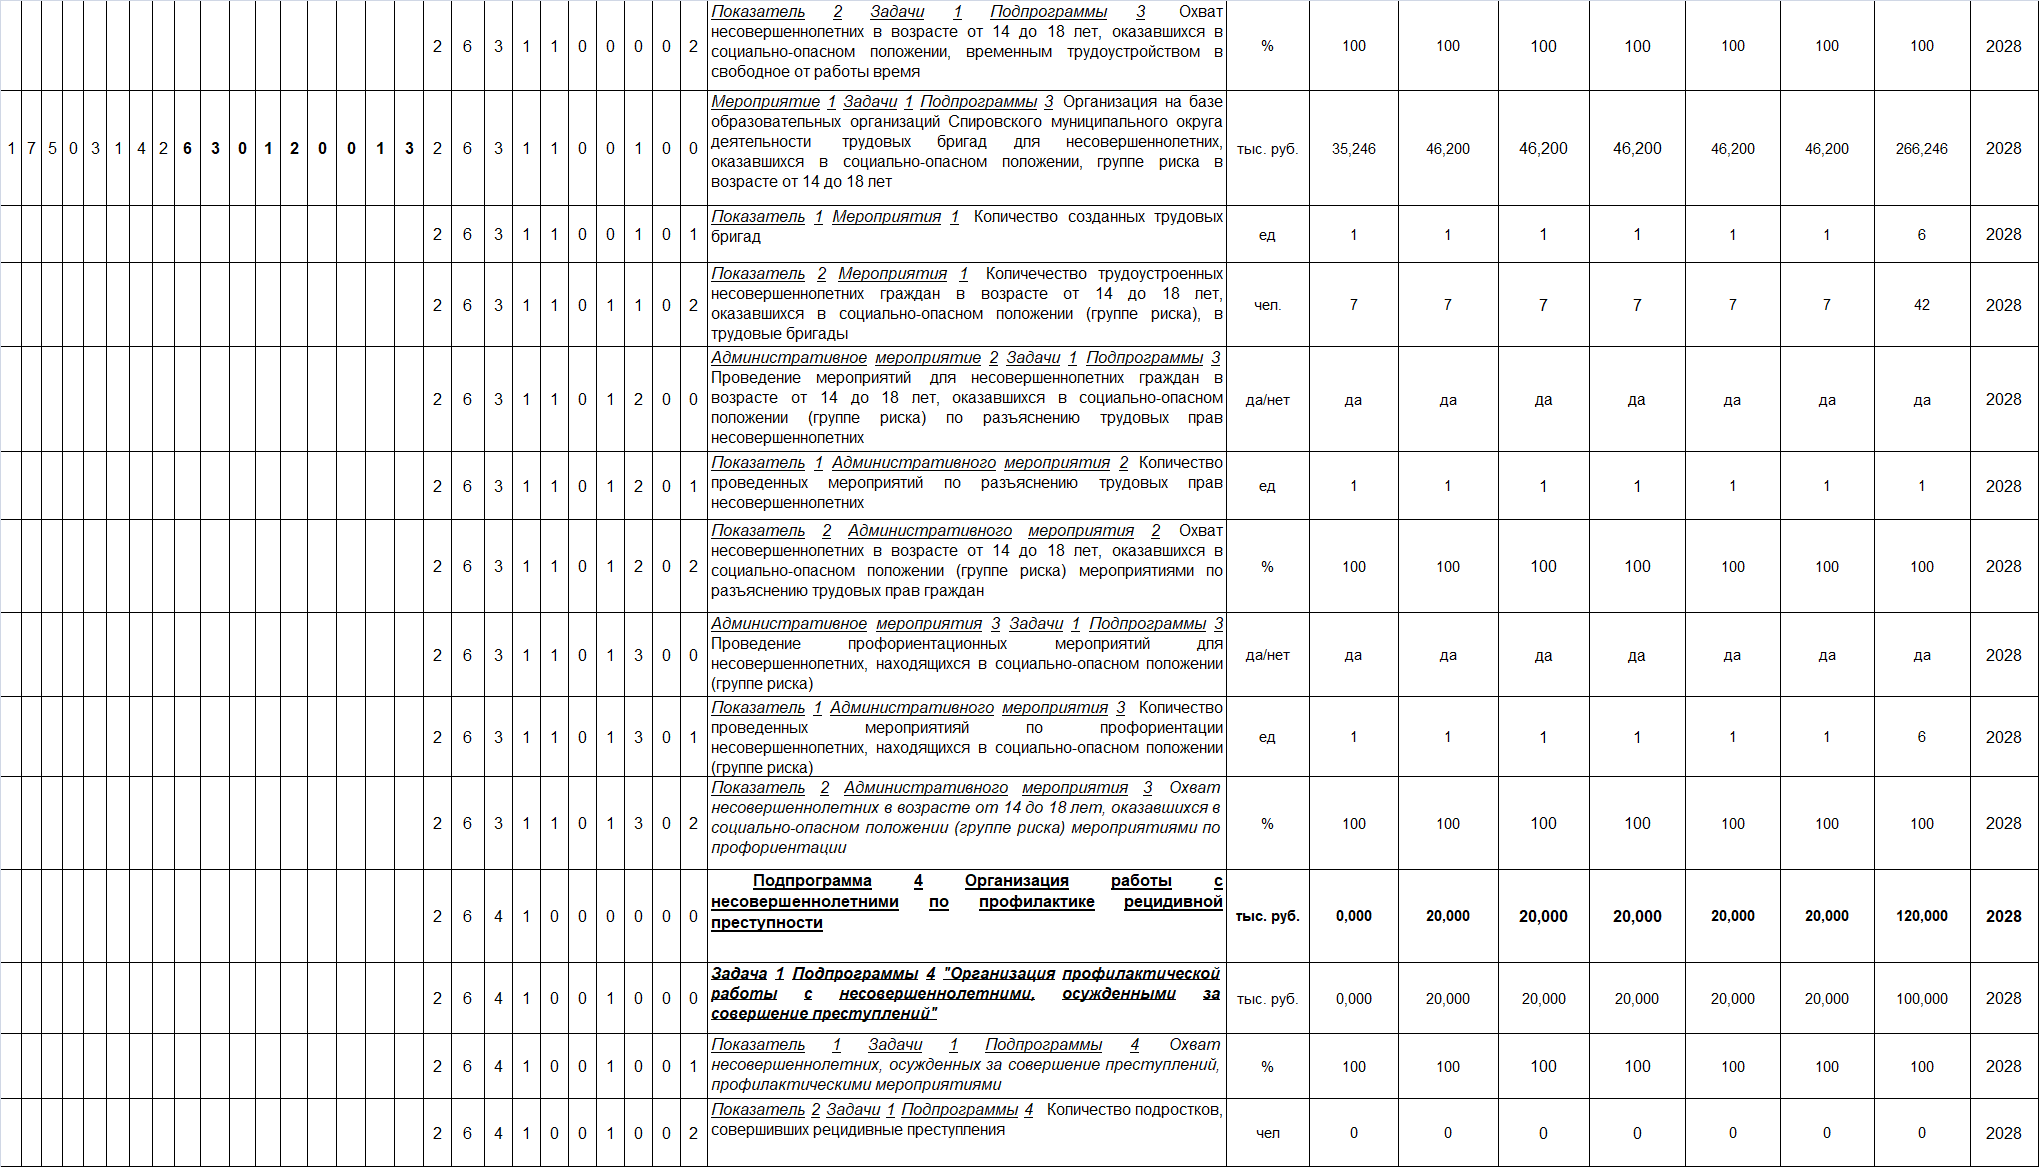 2 6 3 1 1 0 0 0 0 2 Показатель 2 Задачи 1 Подпрограммы 3 Охват
несовершеннолетних в возрасте от 14 до 18 лет, оказавшихся в
социально-опасном положении, временным трудоустройством в
свободное от работы время
% 100 100 100 100 100 100 100 2028
1 7 5 0 3 1 4 2 6 3 0 1 2 0 0 1 3 2 6 3 1 1 0 0 1 0 0 Мероприятие 1 Задачи 1 Подпрограммы 3 Организация на базе
образовательных организаций Спировского муниципального округа
деятельности трудовых бригад для несовершеннолетних,
оказавшихся в социально-опасном положении, группе риска в
возрасте от 14 до 18 лет
тыс. руб. 35,246 46,200 46,200 46,200 46,200 46,200 266,246 2028
2 6 3 1 1 0 0 1 0 1 Показатель 1 Мероприятия 1 Количество созданных трудовых
бригад
ед 1 1 1 1 1 1 6 2028
2 6 3 1 1 0 1 1 0 2 Показатель 2 Мероприятия 1 Количечество трудоустроенных
несовершеннолетних граждан в возрасте от 14 до 18 лет,
оказавшихся в социально-опасном положении (группе риска), в
трудовые бригады
чел. 7 7 7 7 7 7 42 2028
2 6 3 1 1 0 1 2 0 0 Административное мероприятие 2 Задачи 1 Подпрограммы 3
Проведение мероприятий для несовершеннолетних граждан в
возрасте от 14 до 18 лет, оказавшихся в социально-опасном
положении (группе риска) по разъяснению трудовых прав
несовершеннолетних
да/нет да да да да да да да 2028
2 6 3 1 1 0 1 2 0 1 Показатель 1 Административного мероприятия 2 Количество
проведенных мероприятий по разъяснению трудовых прав
несовершеннолетних
ед 1 1 1 1 1 1 1 2028
2 6 3 1 1 0 1 2 0 2 Показатель 2 Административного мероприятия 2 Охват
несовершеннолетних в возрасте от 14 до 18 лет, оказавшихся в
социально-опасном положении (группе риска) мероприятиями по
разъяснению трудовых прав граждан
% 100 100 100 100 100 100 100 2028
2 6 3 1 1 0 1 3 0 0 Административное мероприятия 3 Задачи 1 Подпрограммы 3
Проведение профориентационных мероприятий для
несовершеннолетних, находящихся в социально-опасном положении
(группе риска)
да/нет да да да да да да да 2028
2 6 3 1 1 0 1 3 0 1 Показатель 1 Административного мероприятия 3 Количество
проведенных мероприятияй по профориентации
несовершеннолетних, находящихся в социально-опасном положении
(группе риска)
ед 1 1 1 1 1 1 6 2028
2 6 3 1 1 0 1 3 0 2 Показатель 2 Административного мероприятия 3 Охват
несовершеннолетних в возрасте от 14 до 18 лет, оказавшихся в
социально-опасном положении (группе риска) мероприятиями по
профориентации
% 100 100 100 100 100 100 100 2028
2 6 4 1 0 0 0 0 0 0 Подпрограмма 4 Организация работы с
несовершеннолетними по профилактике рецидивной
преступности
тыс. руб. 0,000 20,000 20,000 20,000 20,000 20,000 120,000 2028
2 6 4 1 0 0 1 0 0 0 Задача 1 Подпрограммы 4 "Организация профилактической
работы с несовершеннолетними, осужденными за
совершение преступлений"
тыс. руб. 0,000 20,000 20,000 20,000 20,000 20,000 100,000 2028
2 6 4 1 0 0 1 0 0 1 Показатель 1 Задачи 1 Подпрограммы 4 Охват
несовершеннолетних, осужденных за совершение преступлений,
профилактическими мероприятиями
% 100 100 100 100 100 100 100 2028
2 6 4 1 0 0 1 0 0 2 Показатель 2 Задачи 1 Подпрограммы 4 Количество подростков,
совершивших рецидивные преступления
чел 0 0 0 0 0 0 0 2028